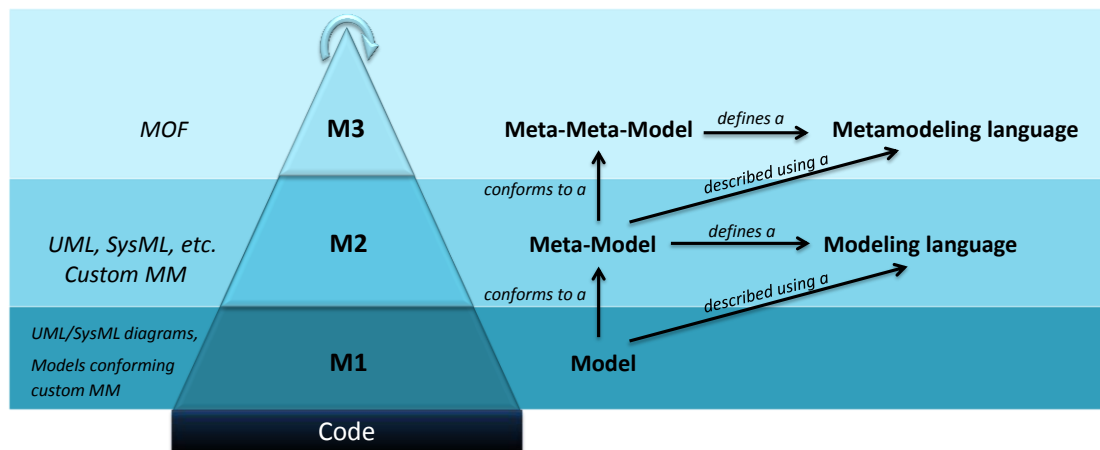 MOF
M3
Meta-Meta-Model
defines a
Metamodeling language
conforms to a
described using a
UML, SysML, etc.
Custom MM
M2
Meta-Model
defines a
Modeling language
conforms to a
described using a
UML/SysML diagrams,
Models conforming
custom MM
M1
Model
Code